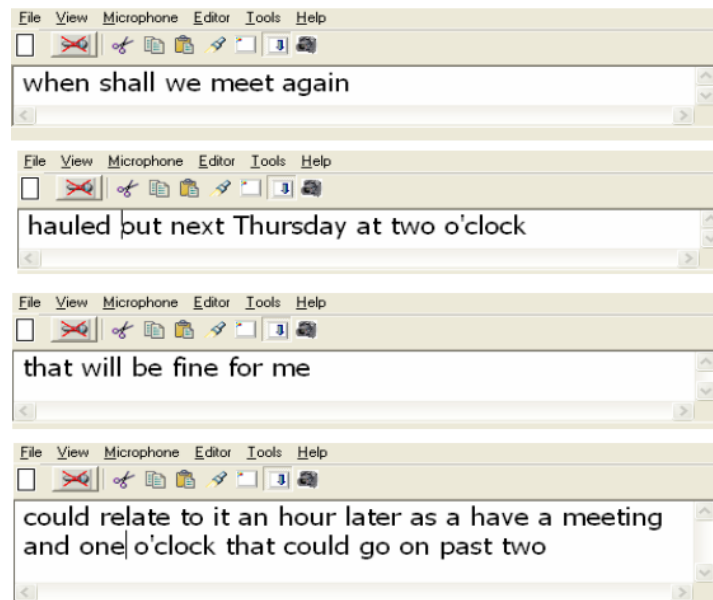 File View Microphone Editor Tools Help
when shall we meet again
File View Microphone Editor Tools Help
hauled but next Thursday at two o'clock
File View Microphone Editor Tools Help
that will be fine for me
File View Microphone Editor Tools Help
could relate to it an hour later as a have a meeting
and one o'clock that could go on past two